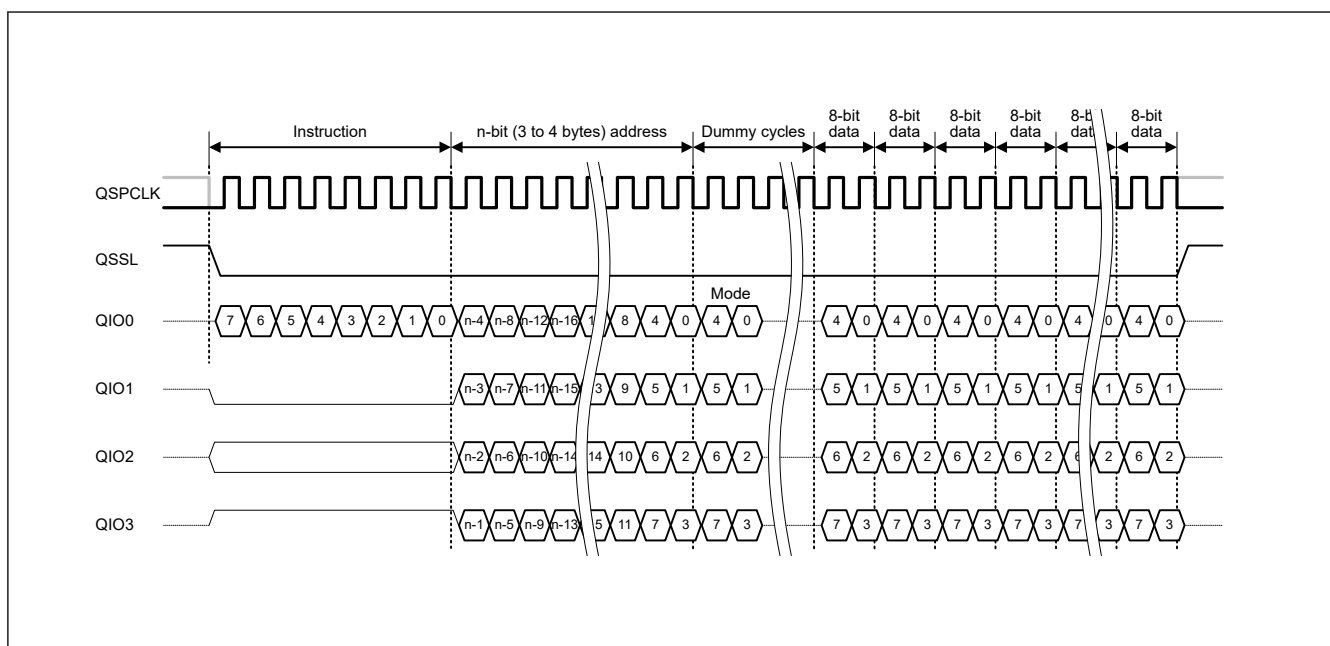 8-bit data 8-bit data 8-bit data 8-bit data 8-bit data
Instruction n-bit (3 to 4 bytes) address Dummy cycles
QSPCLK
QSSL
Mode
QIO0 7 6 5 4 3 2 1 0 n-4 n-8 n-12 n-16 8 4 0 4 0 4 0 4 0 4 0 4 0 4 0 4 0
QIO1 n-3 n-7 n-11 n-15 9 5 1 5 1 5 1 5 1 5 1 5 1 5 1 5 1
QIO2 n-2 n-6 n-10 n-14 14 10 6 2 6 2 6 2 6 2 6 2 6 2 6 2 6 2
QIO3 n-1 n-5 n-9 n-13 11 7 3 7 3 7 3 7 3 7 3 7 3 7 3 7 3